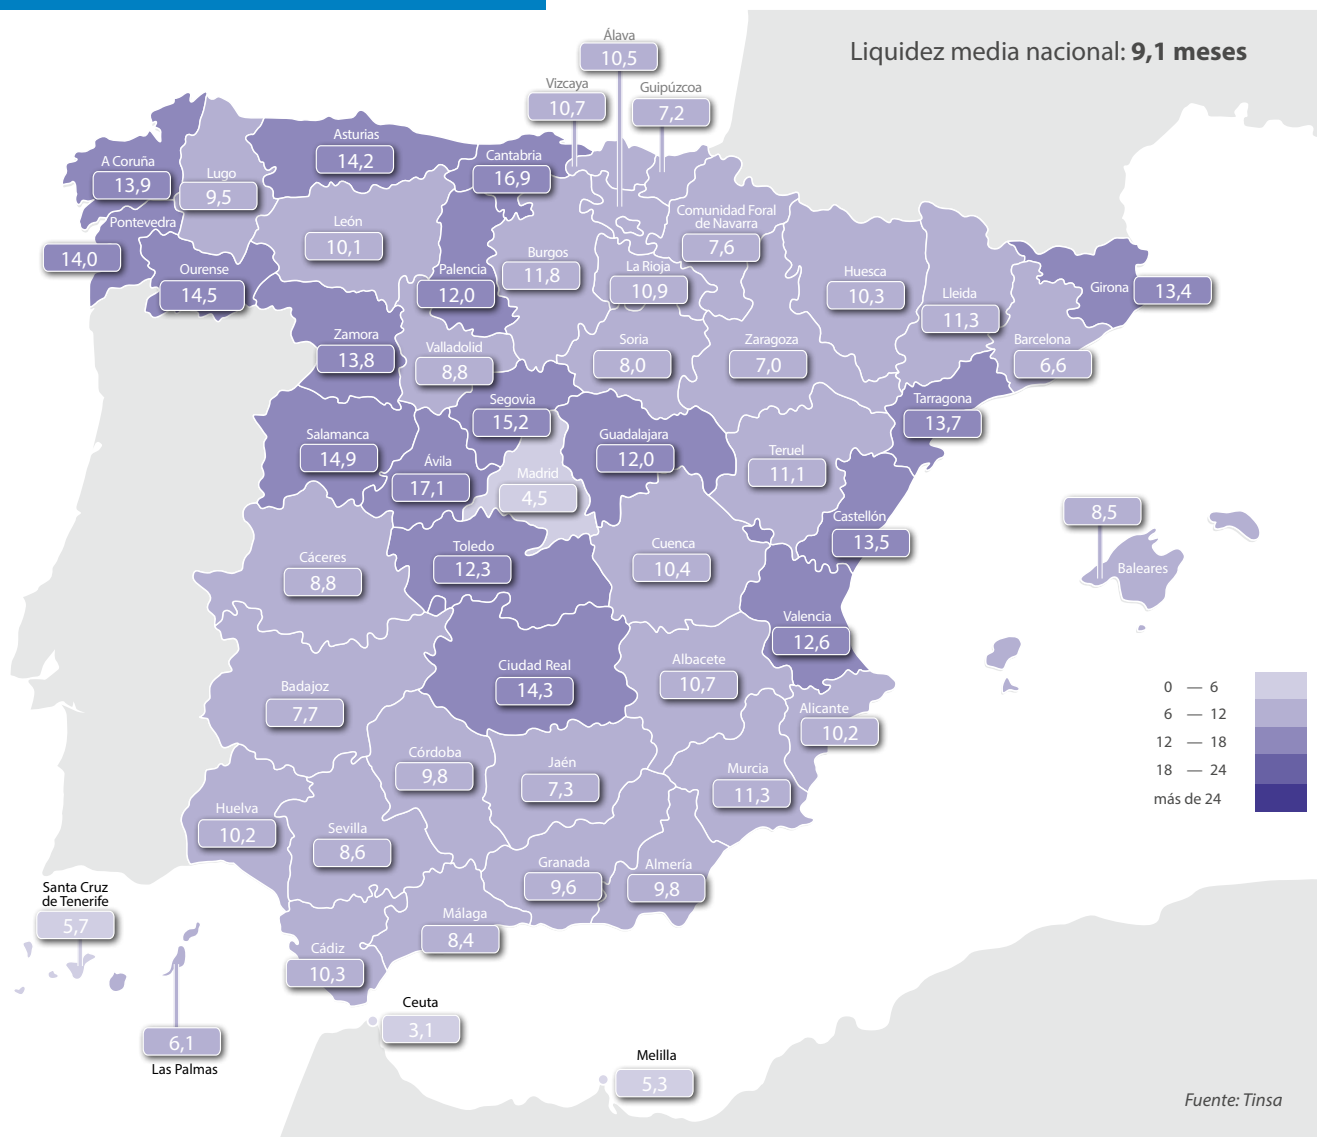 Liquidez media nacional: 9,1 meses
Álava
10,5
Vizcaya
10,7
Guipúzcoa
7,2
A Coruña
13,9
Lugo
9,5
Asturias
14,2
Cantabria
16,9
Pontevedra
14,0
Ourense
14,5
León
10,1
Palencia
12,0
Burgos
11,8
La Rioja
10,9
Comunidad Foral
de Navarra
7,6
Huesca
10,3
Lleida
11,3
Girona
13,4
Barcelona
6,6
Zamora
13,8
Valladolid
8,8
Soria
8,0
Zaragoza
7,0
Tarragona
13,7
Segovia
15,2
Salamanca
14,9
Ávila
17,1
Madrid
4,5
Guadalajara
12,0
Teruel
11,1
Castellón
13,5
8,5
Baleares
Cáceres
8,8
Toledo
12,3
Cuenca
10,4
Valencia
12,6
Badajoz
7,7
Ciudad Real
14,3
Albacete
10,7
Alicante
10,2
0 — 6
6 — 12
12 — 18
18 — 24
más de 24
Córdoba
9,8
Jaén
7,3
Murcia
11,3
Huelva
10,2
Sevilla
8,6
Granada
9,6
Almería
9,8
Málaga
8,4
Cádiz
10,3
Santa Cruz
de Tenerife
5,7
6,1
Las Palmas
Ceuta
3,1
Melilla
5,3
Fuente: Tinsa